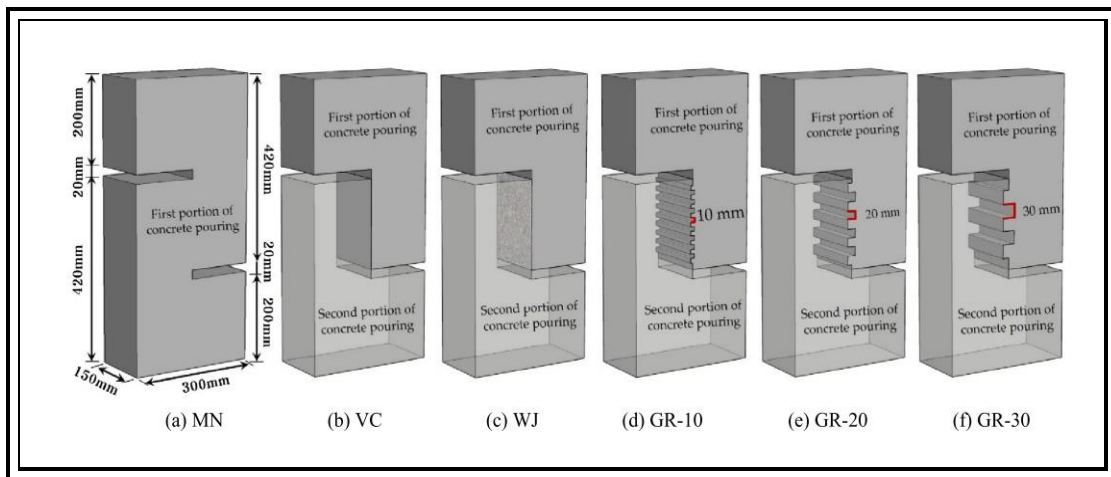 200mm
20mm
420mm
150mm
300mm
420mm
20mm
200mm
First portion of
concrete pouring
(a) MN
First portion of
concrete pouring
Second portion of
concrete pouring
(b) VC
First portion of
concrete pouring
Second portion of
concrete pouring
(c) WJ
First portion of
concrete pouring
10 mm
Second portion of
concrete pouring
(d) GR-10
First portion of
concrete pouring
20 mm
Second portion of
concrete pouring
(e) GR-20
First portion of
concrete pouring
30 mm
Second portion of
concrete pouring
(f) GR-30